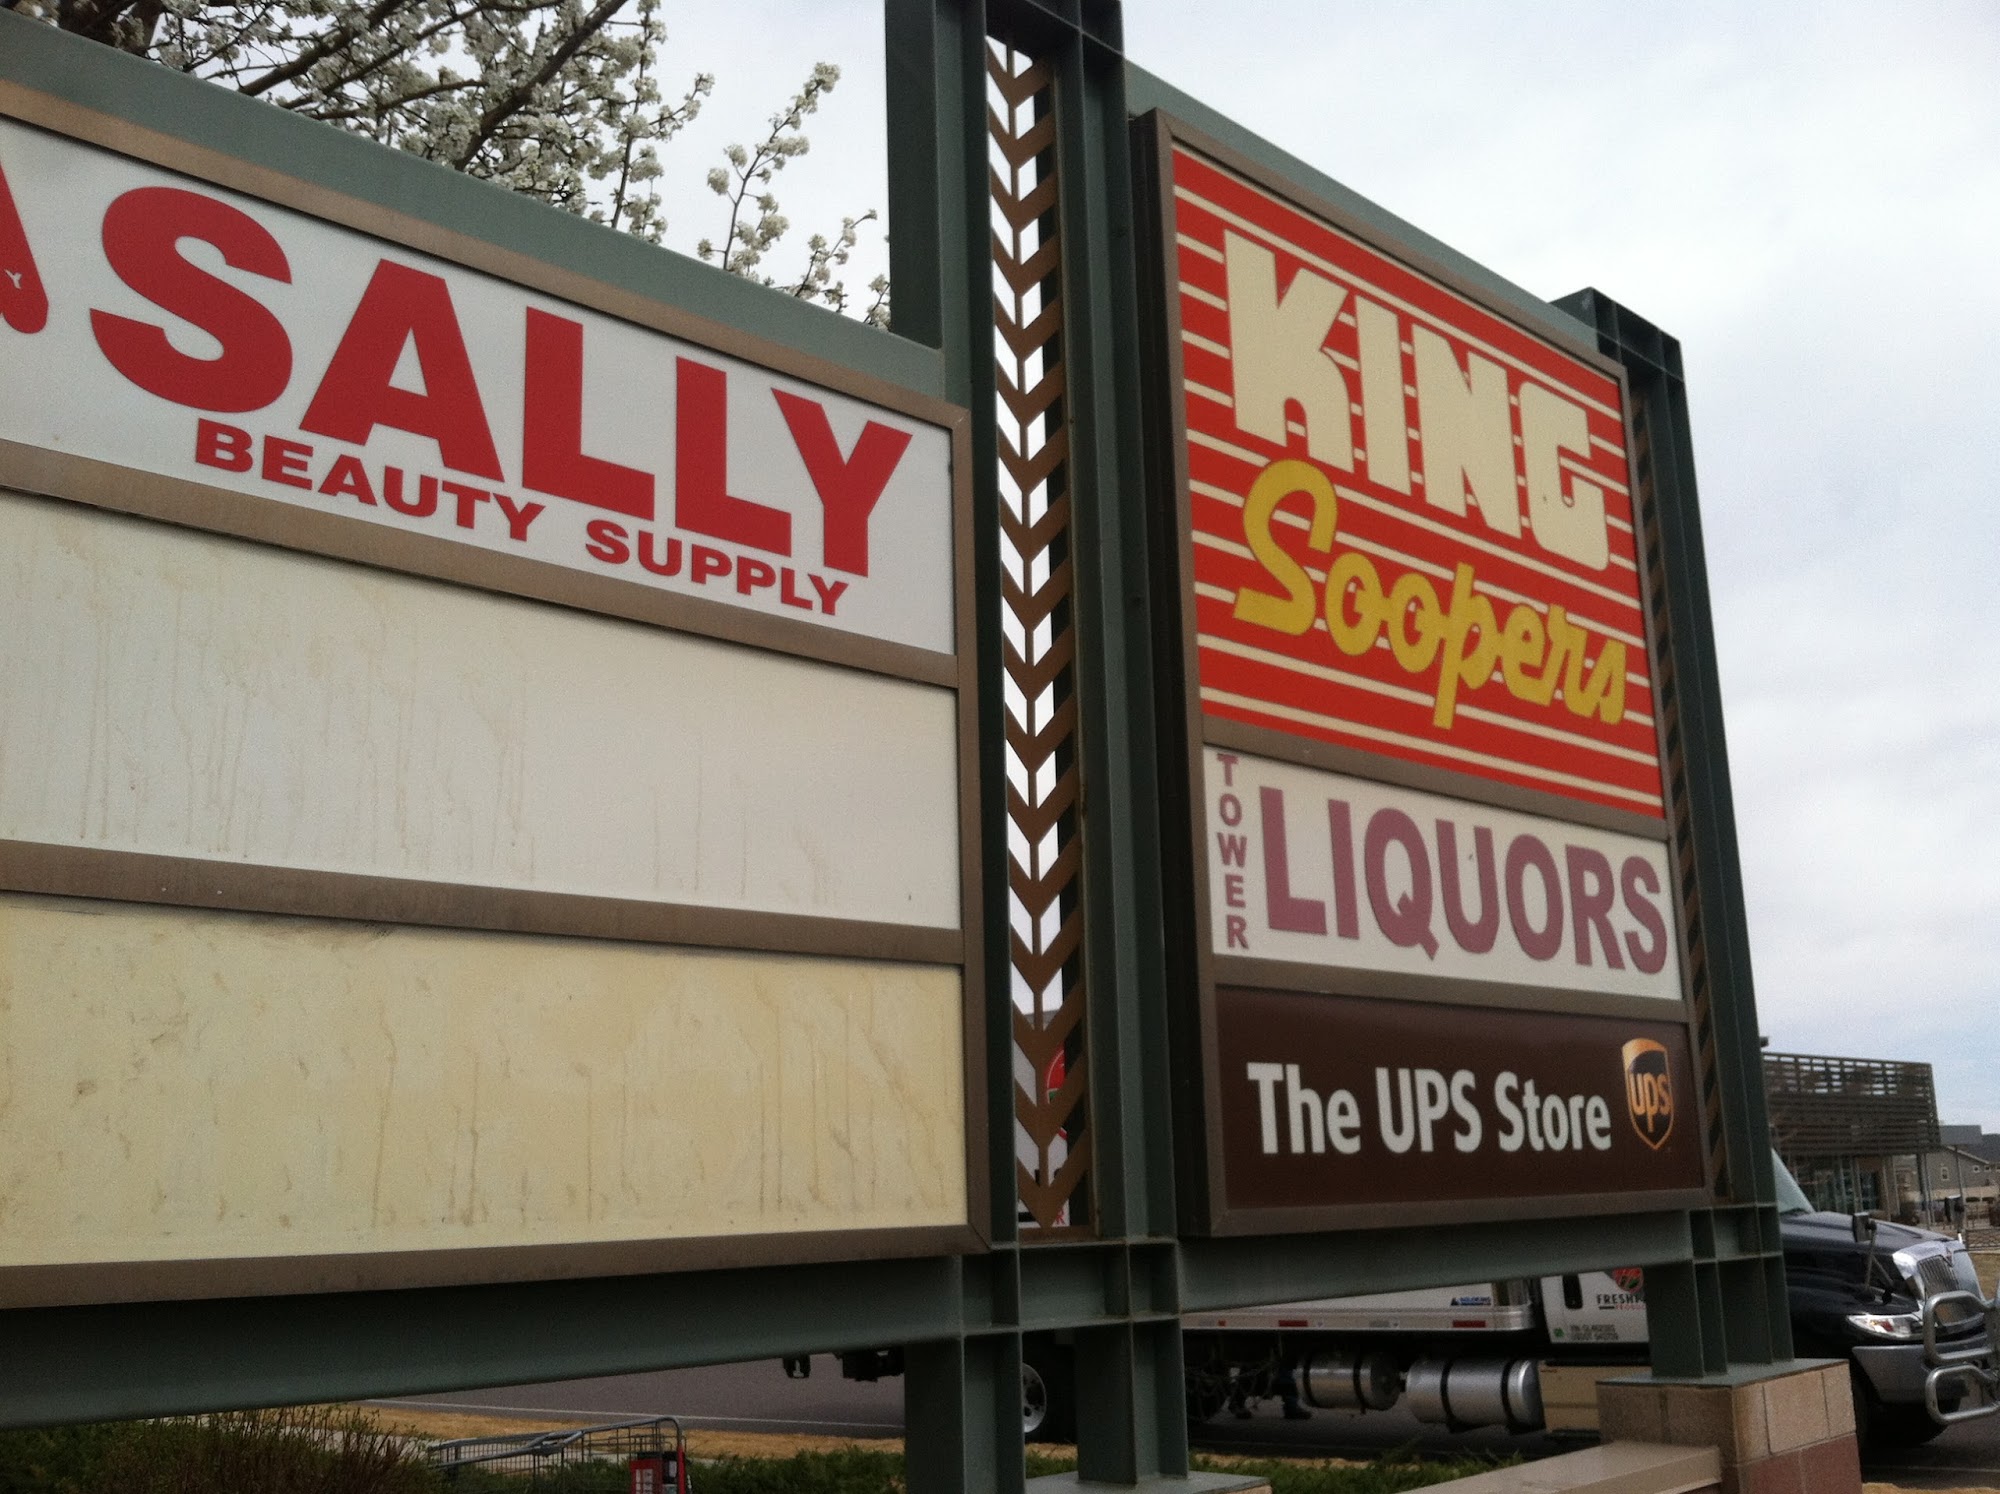 SALLY
BEAUTY SUPPLY
KING
Soopers
TOWER
LIQUORS
The UPS Store
ups